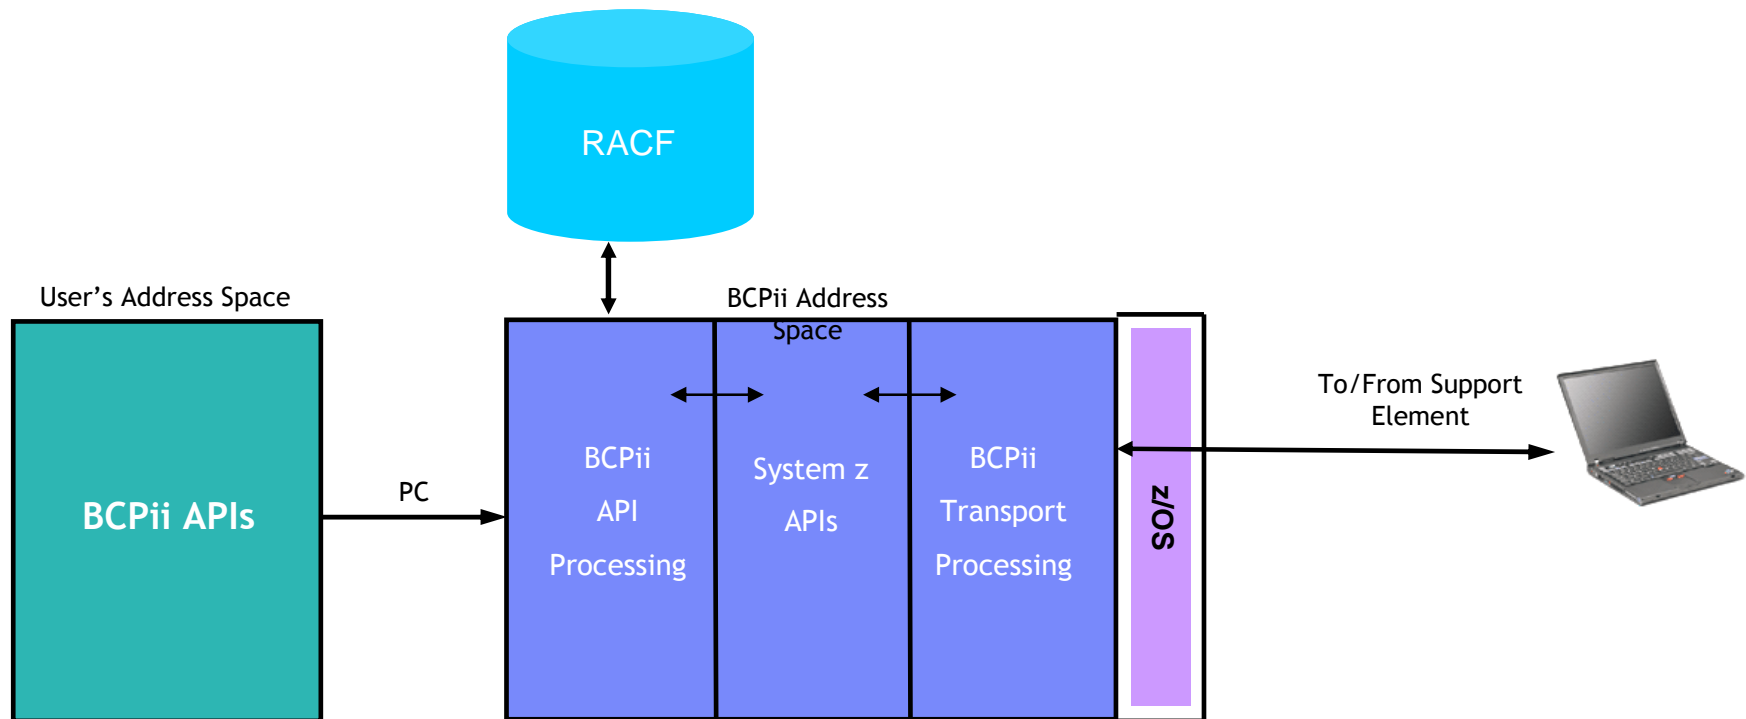 RACF
User’s Address Space
BCPii Address
Space
BCPii APIs
PC
BCPii
API
Processing
System z
APIs
BCPii
Transport
Processing
z/OS
To/From Support
Element